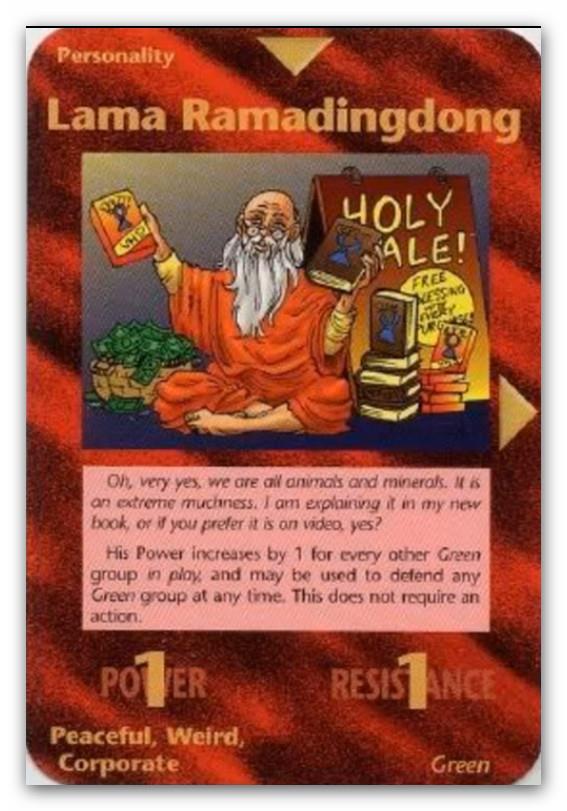 Personality
Lama Ramadingdong
HOLY
ALE!
FREE
LESSING
WITH
EVERY
Oh, very yes, we are all animals and minerals. It is
an extreme muchness. I am explaining it in my new
book, or if you prefer it is on video, yes?
His Power increases by 1 for every other Green
group in play, and may be used to defend any
Green group at any time. This does not require an
action.
POWER 1 RESISTANCE 1
Peaceful, Weird,
Corporate
Green